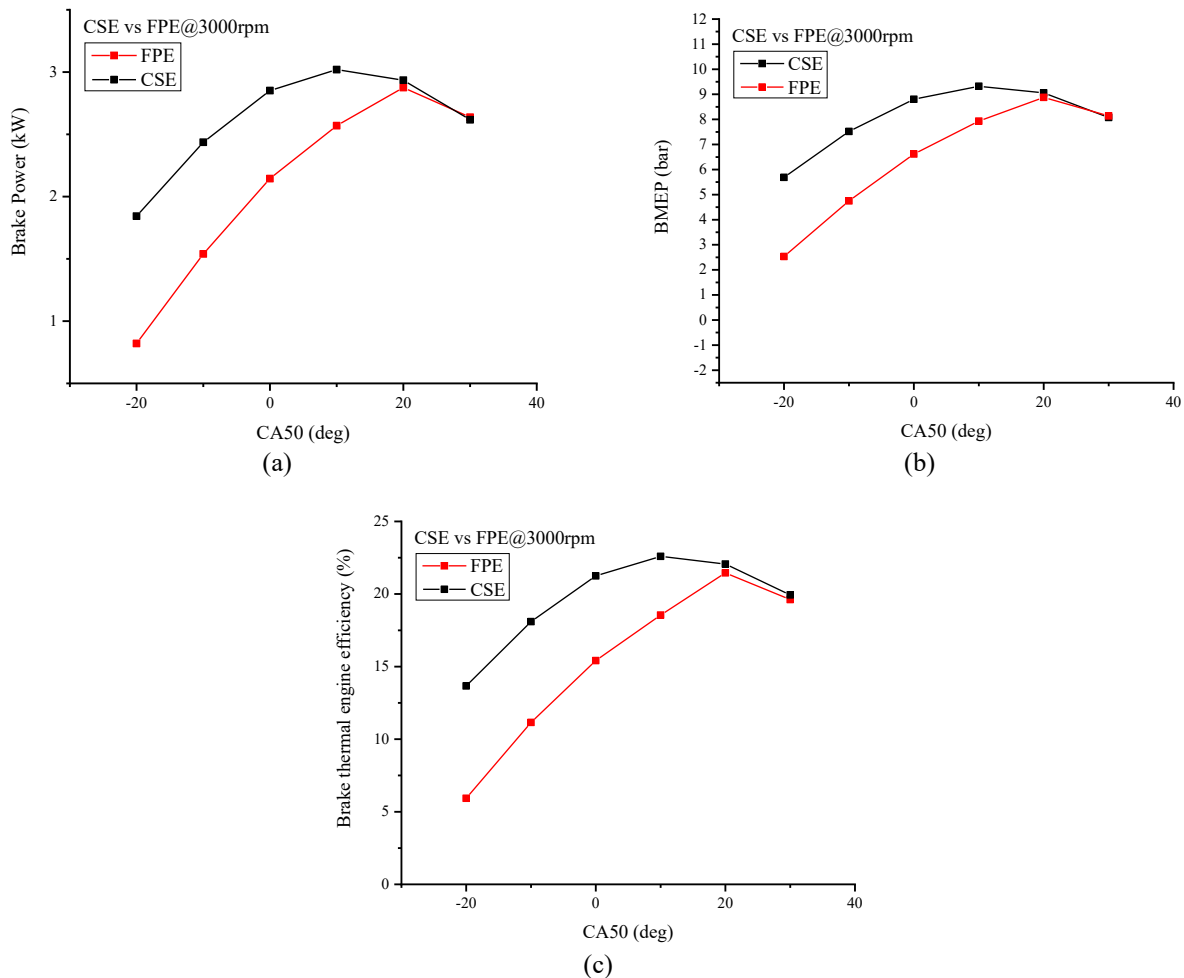 CSE vs FPE@3000rpm
FPE
CSE
3
2
1
Brake Power (kW)
-20
0
20
40
CA50 (deg)
(a)
CSE vs FPE@3000rpm
CSE
FPE
12
11
10
9
8
7
6
5
4
3
2
1
0
-1
-2
BMEP (bar)
-20
0
20
40
CA50 (deg)
(b)
CSE vs FPE@3000rpm
FPE
CSE
25
20
15
10
5
0
Brake thermal engine efficiency (%)
-20
0
20
40
CA50 (deg)
(c)